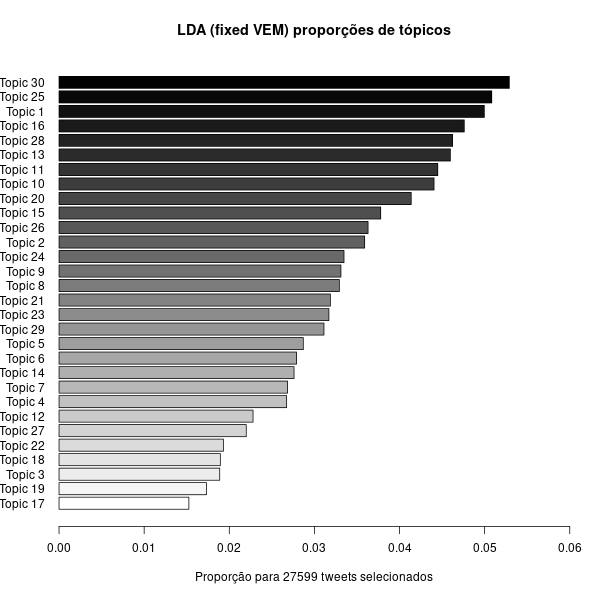 LDA (fixed VEM) proporções de tópicos
Topic 30
Topic 25
Topic 1
Topic 16
Topic 28
Topic 13
Topic 11
Topic 10
Topic 20
Topic 15
Topic 26
Topic 2
Topic 24
Topic 9
Topic 8
Topic 21
Topic 23
Topic 29
Topic 5
Topic 6
Topic 14
Topic 7
Topic 4
Topic 12
Topic 27
Topic 22
Topic 18
Topic 3
Topic 19
Topic 17
0.00 0.01 0.02 0.03 0.04 0.05 0.06
Proporção para 27599 tweets selecionados